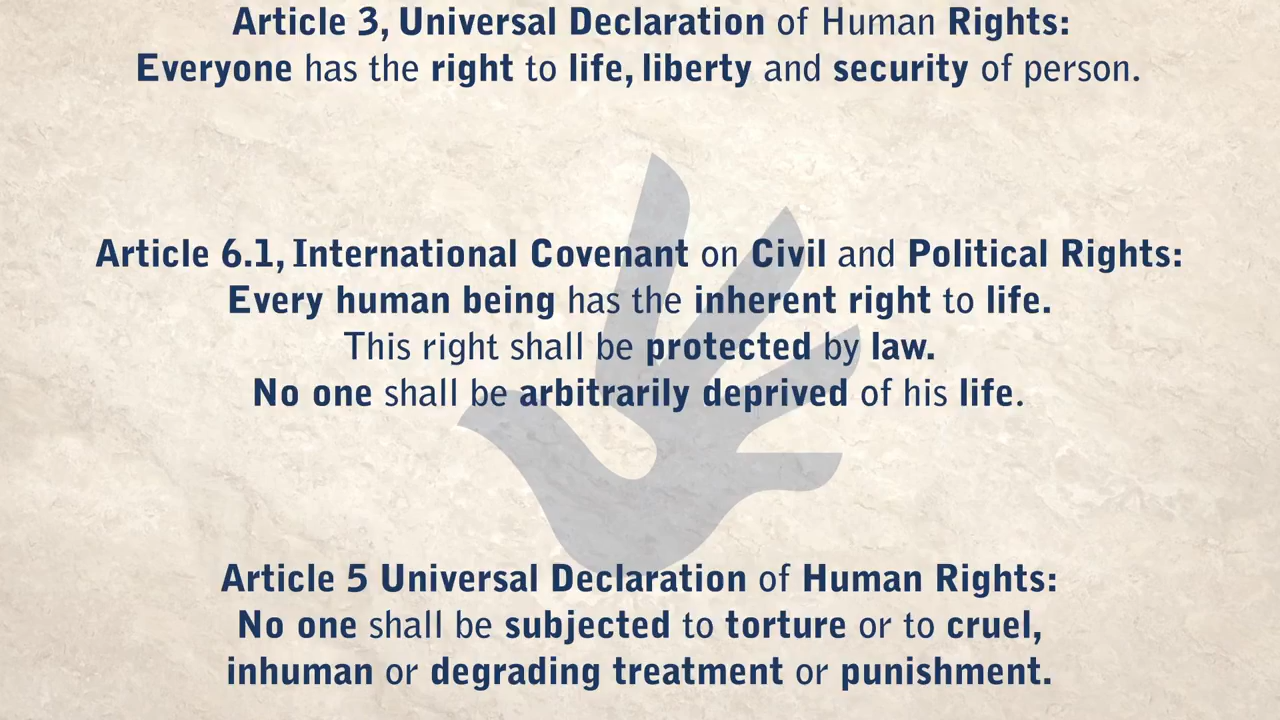 Article 3, Universal Declaration of Human Rights:
Everyone has the right to life, liberty and security of person.
Article 6.1, International Covenant on Civil and Political Rights:
Every human being has the inherent right to life.
This right shall be protected by law.
No one shall be arbitrarily deprived of his life.
Article 5 Universal Declaration of Human Rights:
No one shall be subjected to torture or to cruel,
inhuman or degrading treatment or punishment.